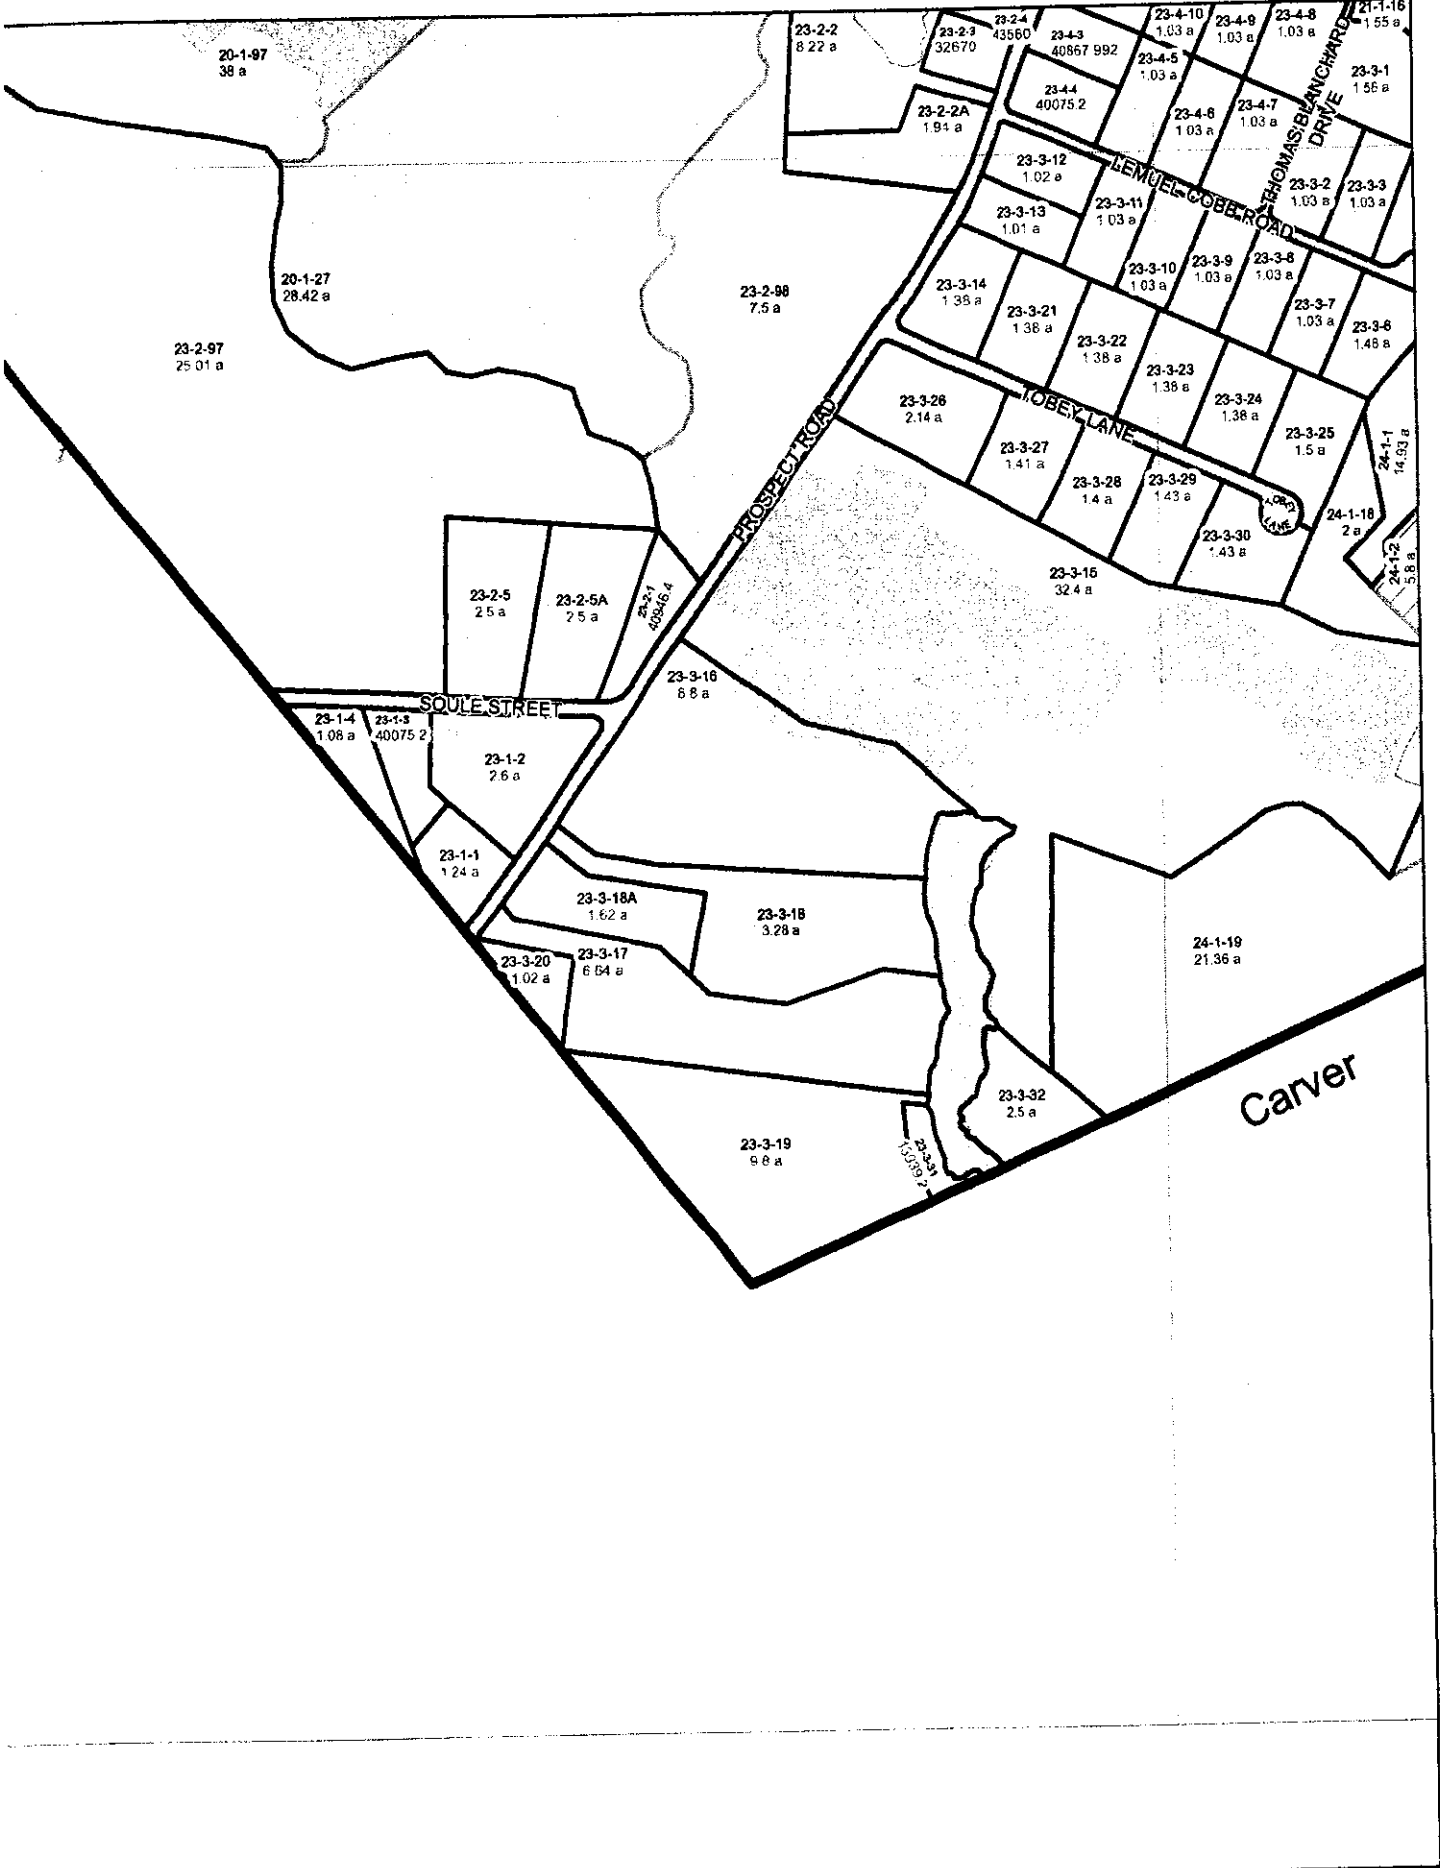 20-1-97
38 a
23-2-2
8.22 a
23-2-3
32670
23-2-4
43560
23-4-3
40867 992
23-4-10
1.03 a
23-4-9
1.03 a
23-4-8
1.03 a
21-1-16
1.55 a
23-4-4
40075.2
23-4-5
1.03 a
23-4-6
1.03 a
23-4-7
1.03 a
THOMAS BLANCHARD
DRIVE
23-3-1
1.56 a
23-2-2A
1.94 a
23-3-12
1.02 a
LEMUEL COBB ROAD
23-3-2
1.03 a
23-3-3
1.03 a
23-3-13
1.01 a
23-3-11
1.03 a
23-3-10
1.03 a
23-3-9
1.03 a
23-3-8
1.03 a
23-3-7
1.03 a
23-3-6
1.48 a
20-1-27
28.42 a
23-2-98
7.5 a
23-3-14
1.38 a
23-3-21
1.38 a
23-3-22
1.38 a
23-3-23
1.38 a
23-3-24
1.38 a
23-3-25
1.5 a
23-2-97
25.01 a
PROSPECT ROAD
23-3-26
2.14 a
TOBEY LANE
23-3-27
1.41 a
23-3-28
1.4 a
23-3-29
1.43 a
23-3-30
1.43 a
TOBEY
LANE
24-1-1
14.93 a
24-1-18
2 a
24-1-2
5.8 a
23-3-15
32.4 a
23-2-5
2.5 a
23-2-5A
2.5 a
23-2-1
40946.4
SOULE STREET
23-3-16
8.8 a
23-1-4
1.08 a
23-1-3
40075 2
23-1-2
2.6 a
23-1-1
1.24 a
23-3-18A
1.62 a
23-3-18
3.28 a
23-3-20
1.02 a
23-3-17
6.64 a
24-1-19
21.36 a
23-3-32
2.5 a
Carver
23-3-19
9.8 a
23-3-31